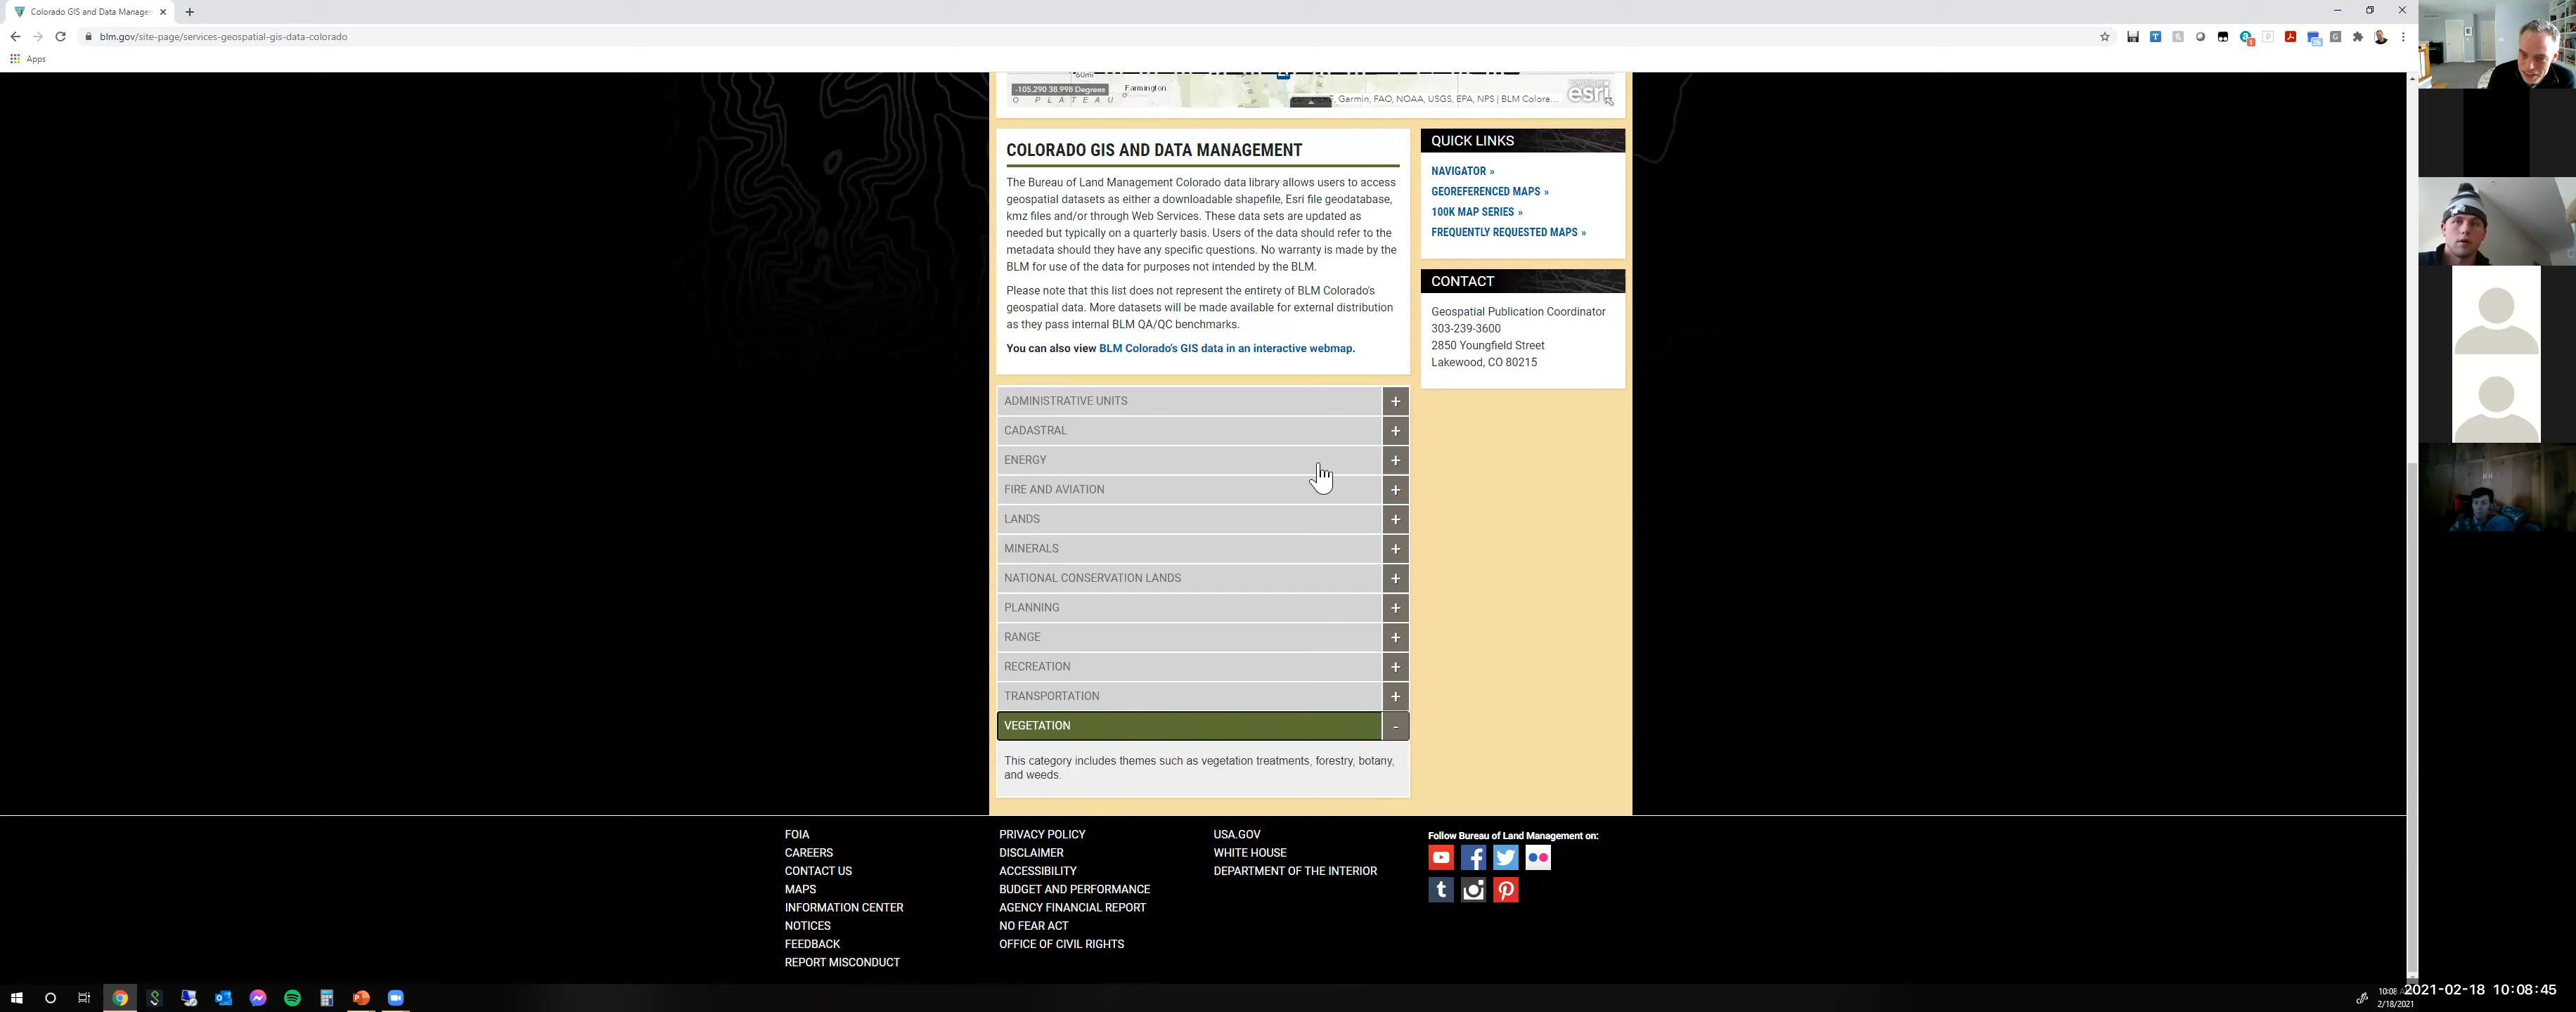 Colorado GIS and Data Manager
blm.gov/site-page/services-geospatial-gis-data-colorado
Apps
60mi
-105.290 38.998 Degrees
Farmington
O PLATEAU
Garmin, FAO, NOAA, USGS, EPA, NPS | BLM Colora...
esri
COLORADO GIS AND DATA MANAGEMENT
The Bureau of Land Management Colorado data library allows users to access
geospatial datasets as either a downloadable shapefile, Esri file geodatabase,
kmz files and/or through Web Services. These data sets are updated as
needed but typically on a quarterly basis. Users of the data should refer to the
metadata should they have any specific questions. No warranty is made by the
BLM for use of the data for purposes not intended by the BLM.
Please note that this list does not represent the entirety of BLM Colorado's
geospatial data. More datasets will be made available for external distribution
as they pass internal BLM QA/QC benchmarks.
You can also view BLM Colorado's GIS data in an interactive webmap.
QUICK LINKS
NAVIGATOR »
GEOREFERENCED MAPS »
100K MAP SERIES »
FREQUENTLY REQUESTED MAPS »
CONTACT
Geospatial Publication Coordinator
303-239-3600
2850 Youngfield Street
Lakewood, CO 80215
ADMINISTRATIVE UNITS +
CADASTRAL +
ENERGY +
FIRE AND AVIATION +
LANDS +
MINERALS +
NATIONAL CONSERVATION LANDS +
PLANNING +
RANGE +
RECREATION +
TRANSPORTATION +
VEGETATION -
This category includes themes such as vegetation treatments, forestry, botany,
and weeds.
FOIA
CAREERS
CONTACT US
MAPS
INFORMATION CENTER
NOTICES
FEEDBACK
REPORT MISCONDUCT
PRIVACY POLICY
DISCLAIMER
ACCESSIBILITY
BUDGET AND PERFORMANCE
AGENCY FINANCIAL REPORT
NO FEAR ACT
OFFICE OF CIVIL RIGHTS
USA.GOV
WHITE HOUSE
DEPARTMENT OF THE INTERIOR
Follow Bureau of Land Management on:
10:08 A
2/18/2021
2021-02-18 10:08:45